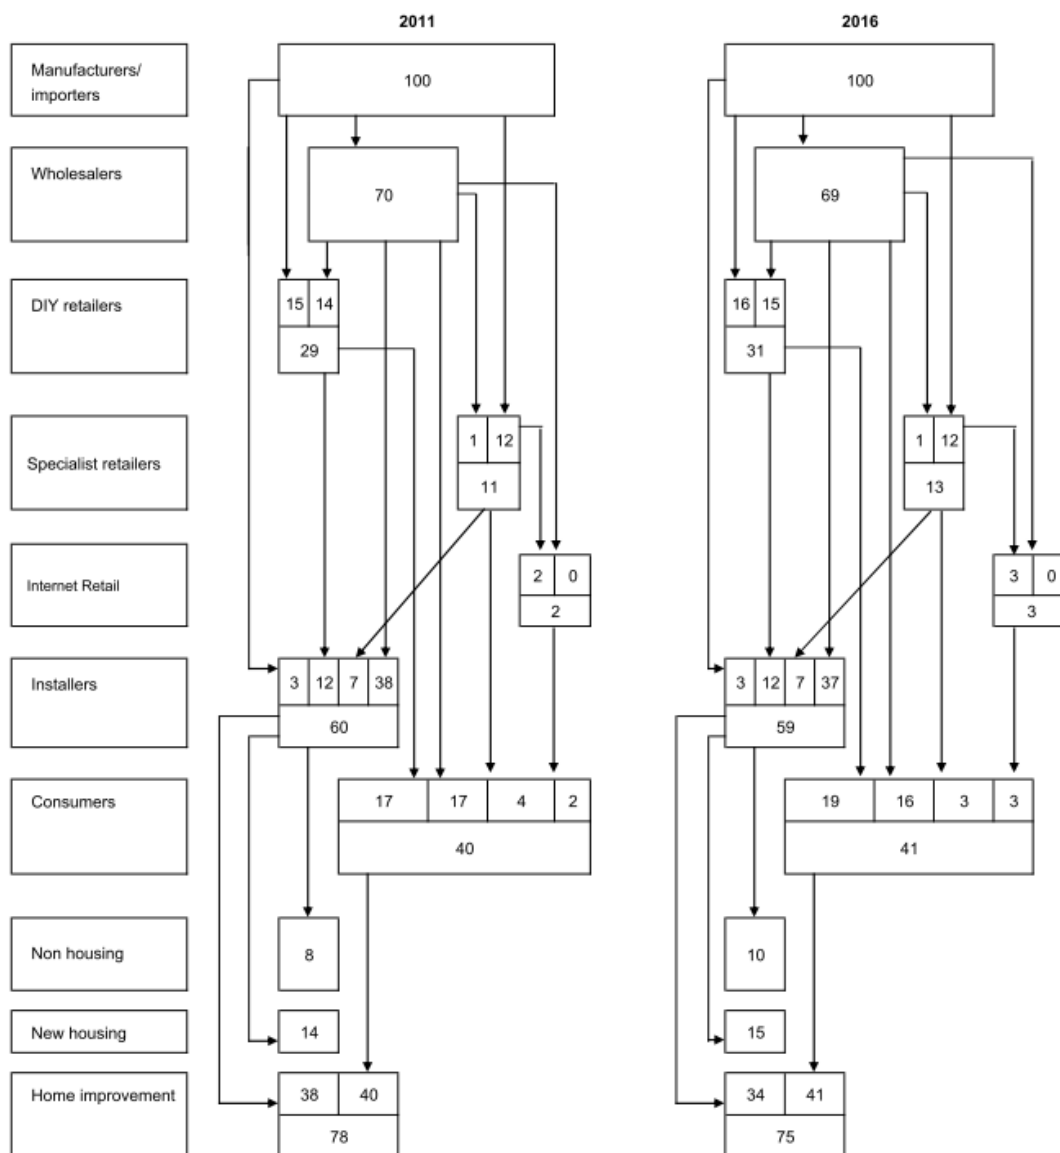 2011 2016
Manufacturers/
importers
100 100
Wholesalers
70 69
DIY retailers
15 14 16 15
29 31
Specialist retailers
1 12 1 12
11 13
Internet Retail
2 0 3 0
2 3
Installers
3 12 7 38 3 12 7 37
60 59
Consumers
17 17 4 2 19 16 3 3
40 41
Non housing
8 10
New housing
14 15
Home improvement
38 40 34 41
78 75